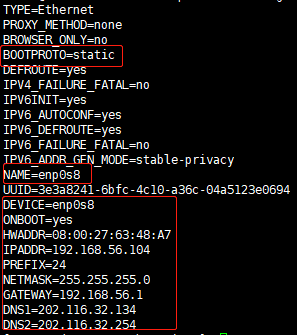 TYPE=Ethernet
PROXY_METHOD=none
BROWSER_ONLY=no
BOOTPROTO=static
DEFROUTE=yes
IPV4_FAILURE_FATAL=no
IPV6INIT=yes
IPV6_AUTOCONF=yes
IPV6_DEFROUTE=yes
IPV6_FAILURE_FATAL=no
IPV6_ADDR_GEN_MODE=stable-privacy
NAME=enp0s8
UUID=3e3a8241-6bfc-4c10-a36c-04a5123e0694
DEVICE=enp0s8
ONBOOT=yes
HWADDR=08:00:27:63:48:A7
IPADDR=192.168.56.104
PREFIX=24
NETMASK=255.255.255.0
GATEWAY=192.168.56.1
DNS1=202.116.32.134
DNS2=202.116.32.254